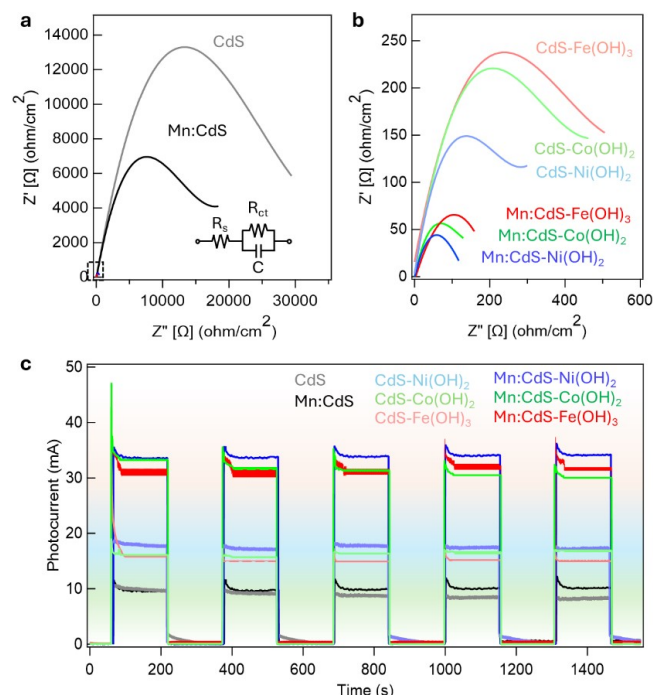 a
14000
12000
10000
8000
6000
4000
2000
0
Z' [Ω] (ohm/cm²)
CdS
Mn:CdS
Rₛ
R_ct
C
0
10000
20000
30000
Z" [Ω] (ohm/cm²)
b
250
200
150
100
50
0
Z' [Ω] (ohm/cm²)
CdS-Fe(OH)₃
CdS-Co(OH)₂
CdS-Ni(OH)₂
Mn:CdS-Fe(OH)₃
Mn:CdS-Co(OH)₂
Mn:CdS-Ni(OH)₂
0
200
400
600
Z" [Ω] (ohm/cm²)
c
50
40
30
20
10
0
Photocurrent (mA)
CdS CdS-Ni(OH)₂ Mn:CdS-Ni(OH)₂
Mn:CdS CdS-Co(OH)₂ Mn:CdS-Co(OH)₂
CdS-Fe(OH)₃ Mn:CdS-Fe(OH)₃
0 200 400 600 800 1000 1200 1400
Time (s)